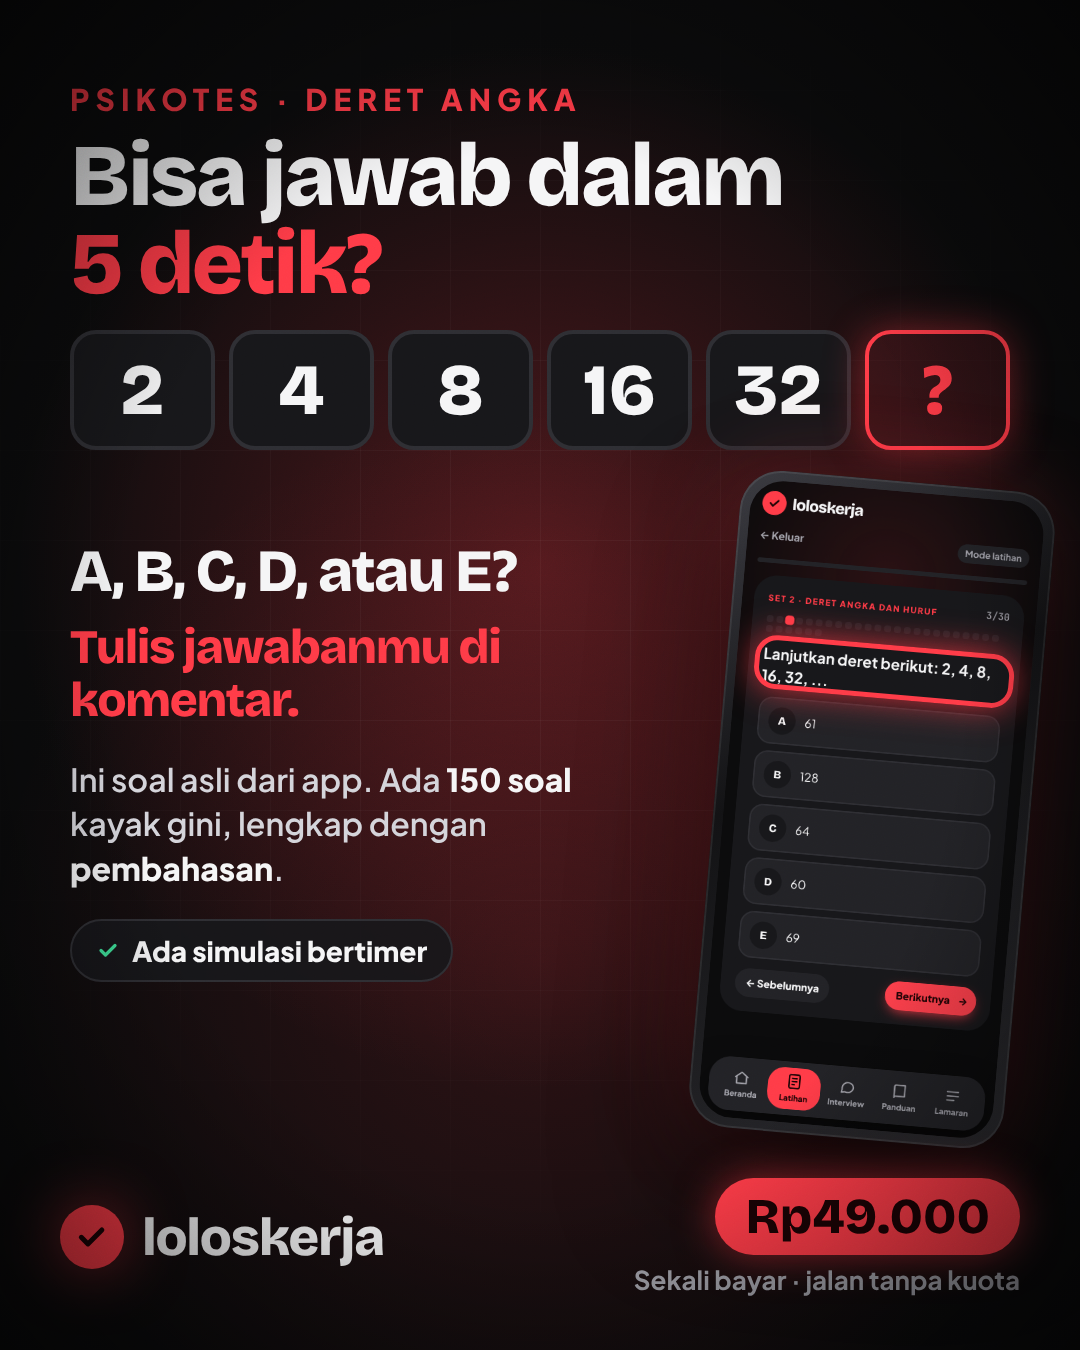 PSIKOTES · DERET ANGKA
Bisa jawab dalam
5 detik?
2 4 8 16 32 ?
A, B, C, D, atau E?
Tulis jawabanmu di
komentar.
Ini soal asli dari app. Ada 150 soal
kayak gini, lengkap dengan
pembahasan.
Ada simulasi bertimer
loloskerja
← Keluar
Mode latihan
SET 2 · DERET ANGKA DAN HURUF
3/30
Lanjutkan deret berikut: 2, 4, 8,
16, 32, ...
A 61
B 128
C 64
D 60
E 69
← Sebelumnya
Berikutnya →
Beranda
Latihan
Interview
Panduan
Lamaran
loloskerja
Rp49.000
Sekali bayar · jalan tanpa kuota